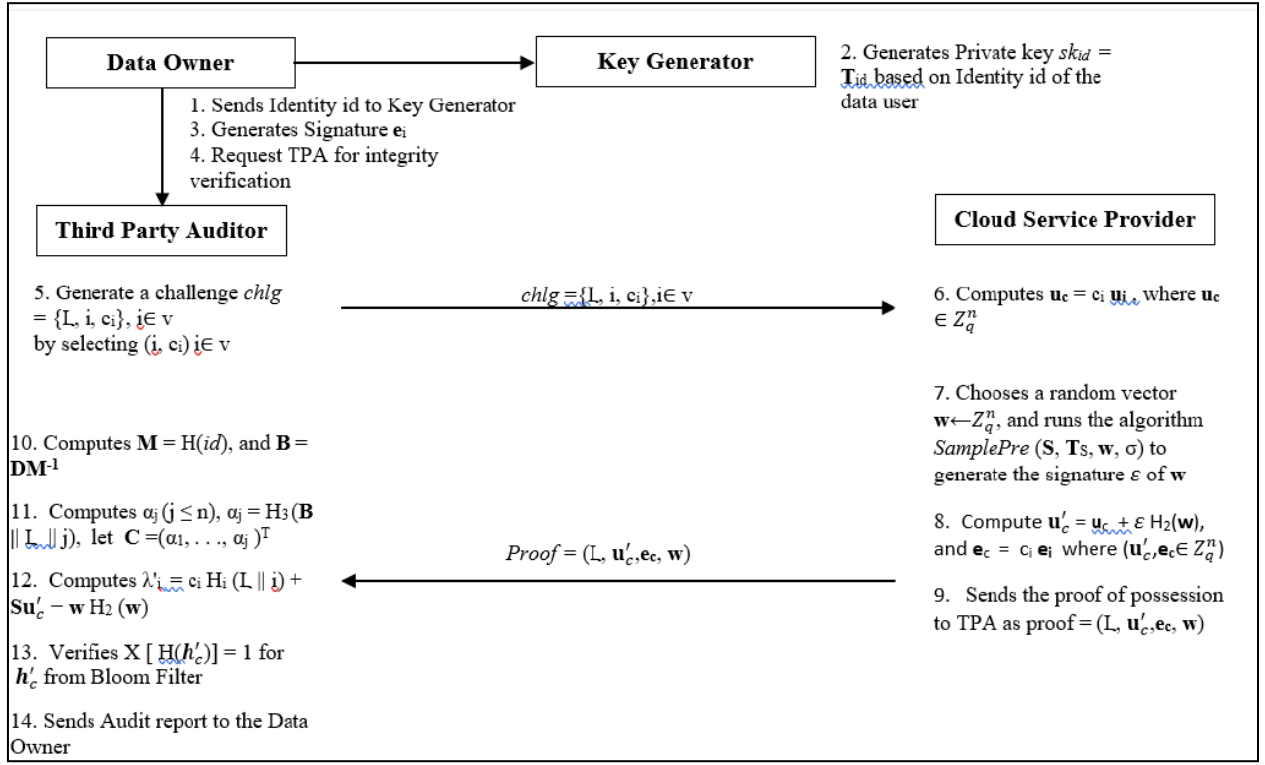 Data Owner
Key Generator
2. Generates Private key skid =
Tid based on Identity id of the
data user
1. Sends Identity id to Key Generator
3. Generates Signature ei
4. Request TPA for integrity
verification
Third Party Auditor
Cloud Service Provider
5. Generate a challenge chlg
= {L, i, ci}, i∈ v
by selecting (i, ci) i∈ v
chlg ={L, i, ci},i∈ v
6. Computes uc = ci ui , where uc
∈ Z_q^n
7. Chooses a random vector
w←Z_q^n, and runs the algorithm
SamplePre (S, TS, w, σ) to
generate the signature ε of w
8. Compute u′c = uc + ε H2(w),
and ec = ci ei where (u′c,ec∈ Z_q^n)
9. Sends the proof of possession
to TPA as proof = (L, u′c,ec, w)
Proof = (L, u′c,ec, w)
10. Computes M = H(id), and B =
DM-1
11. Computes αj (j ≤ n), αj = H3 (B
|| L || j), let C =(α1, . . ., αj )T
12. Computes λ'i = ci Hi (L || i) +
Su′c − w H2 (w)
13. Verifies X [ H(h′c)] = 1 for
h′c from Bloom Filter
14. Sends Audit report to the Data
Owner